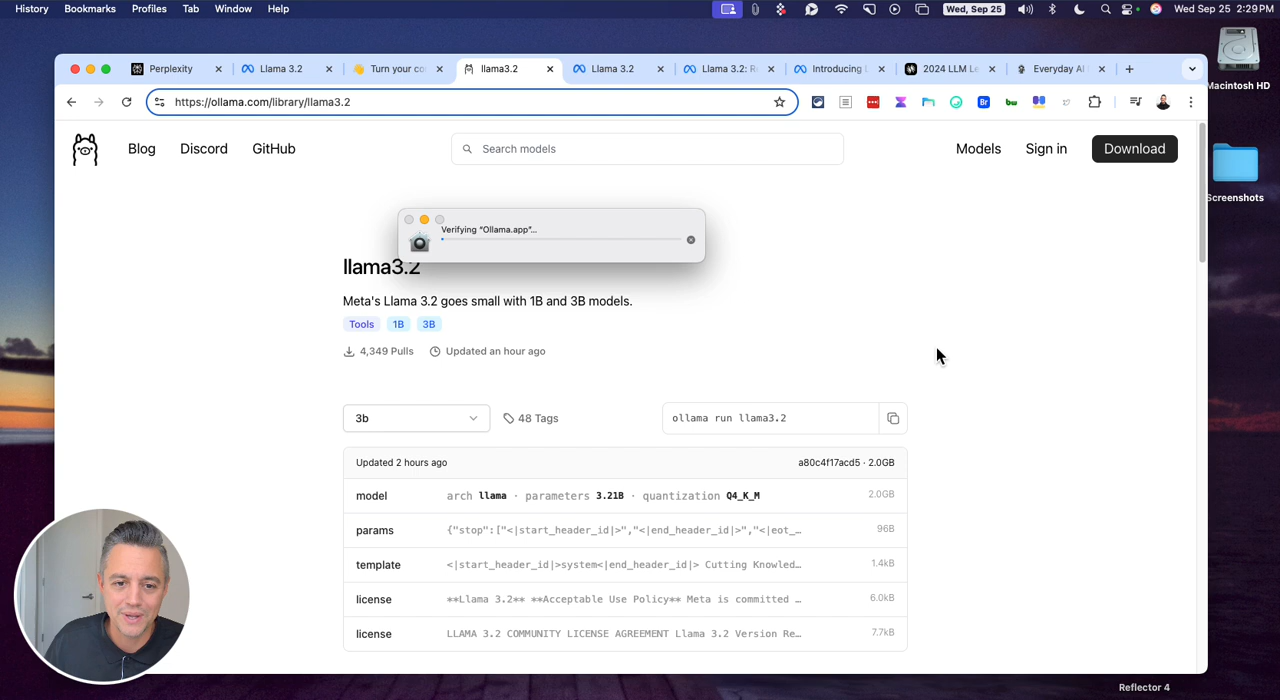 History Bookmarks Profiles Tab Window Help Wed, Sep 25 Wed Sep 25 2:29 PM
Perplexity Llama 3.2 Turn your co llama3.2 Llama 3.2 Llama 3.2: R Introducing L 2024 LLM Le Everyday AI
https://ollama.com/library/llama3.2
Macintosh HD
Blog Discord GitHub Search models Models Sign in Download
Screenshots
Verifying “Ollama.app”...
llama3.2
Meta's Llama 3.2 goes small with 1B and 3B models.
Tools 1B 3B
4,349 Pulls Updated an hour ago
3b 48 Tags ollama run llama3.2
Updated 2 hours ago a80c4f17acd5 · 2.0GB
model arch llama · parameters 3.21B · quantization Q4_K_M 2.0GB
params {"stop":["<|start_header_id|>","<|end_header_id|>","<|eot_… 96B
template <|start_header_id|>system<|end_header_id|> Cutting Knowled… 1.4kB
license **Llama 3.2** **Acceptable Use Policy** Meta is committed … 6.0kB
license LLAMA 3.2 COMMUNITY LICENSE AGREEMENT Llama 3.2 Version Re… 7.7kB
Reflector 4